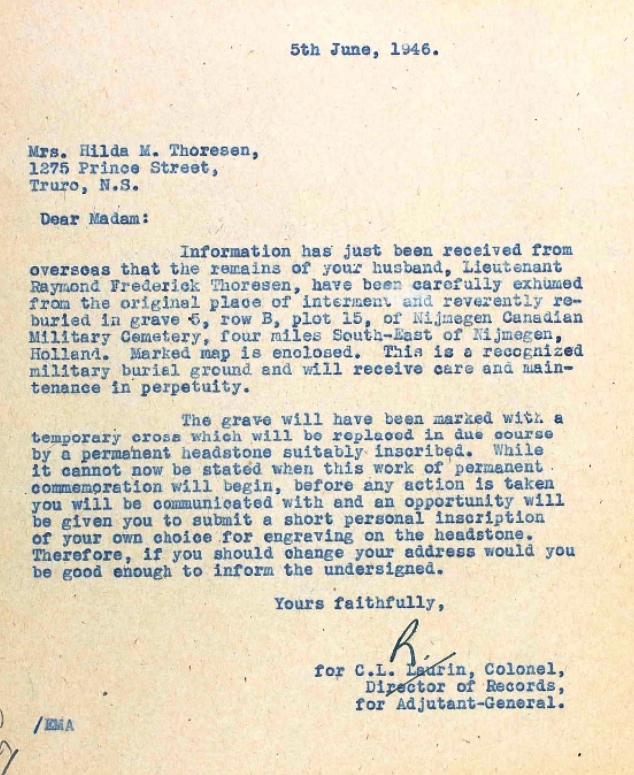 5th June, 1946.
Mrs. Hilda M. Thoresen,
1275 Prince Street,
Truro, N.S.
Dear Madam:
Information has just been received from
overseas that the remains of your husband, Lieutenant
Raymond Frederick Thoresen, have been carefully exhumed
from the original place of interment and reverently re-
buried in grave 5, row B, plot 15, of Nijmegen Canadian
Military Cemetery, four miles South-East of Nijmegen,
Holland. Marked map is enclosed. This is a recognized
military burial ground and will receive care and main-
tenance in perpetuity.
The grave will have been marked with a
temporary cross which will be replaced in due course
by a permanent headstone suitably inscribed. While
it cannot now be stated when this work of permanent
commemoration will begin, before any action is taken
you will be communicated with and an opportunity will
be given you to submit a short personal inscription
of your own choice for engraving on the headstone.
Therefore, if you should change your address would you
be good enough to inform the undersigned.
Yours faithfully,
R.
for C.L. Laurin, Colonel,
Director of Records,
for Adjutant-General.
/EMA